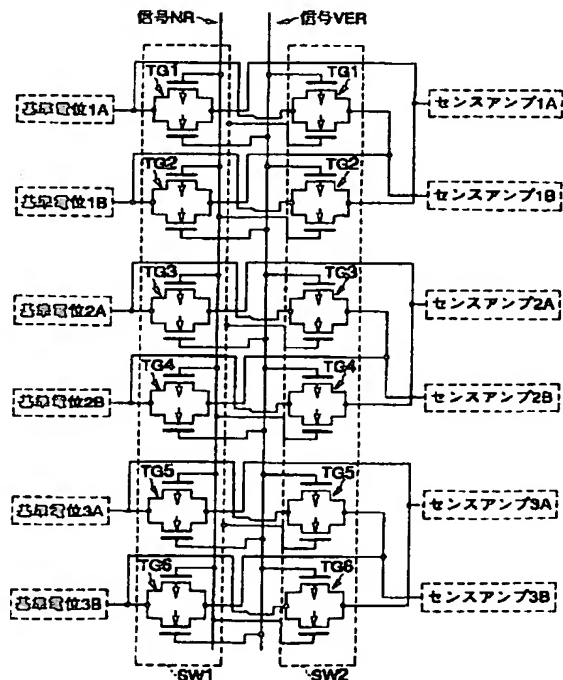 信号NR 信号VER
TG1 TG1
基準電位1A センスアンプ1A
TG2 TG2
基準電位1B センスアンプ1B
TG3 TG3
基準電位2A センスアンプ2A
TG4 TG4
基準電位2B センスアンプ2B
TG5 TG5
基準電位3A センスアンプ3A
TG6 TG6
基準電位3B センスアンプ3B
SW1 SW2